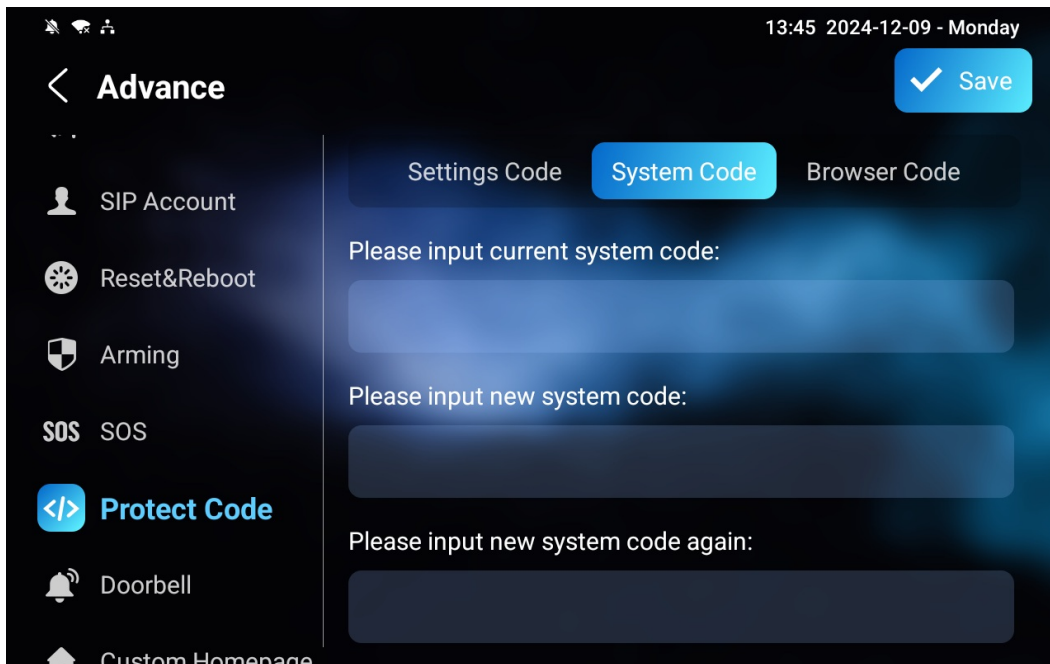 13:45 2024-12-09 - Monday
Advance
Save
SIP Account
Reset&Reboot
Arming
SOS SOS
Protect Code
Doorbell
Custom Homepage
Settings Code System Code Browser Code
Please input current system code:
Please input new system code:
Please input new system code again: